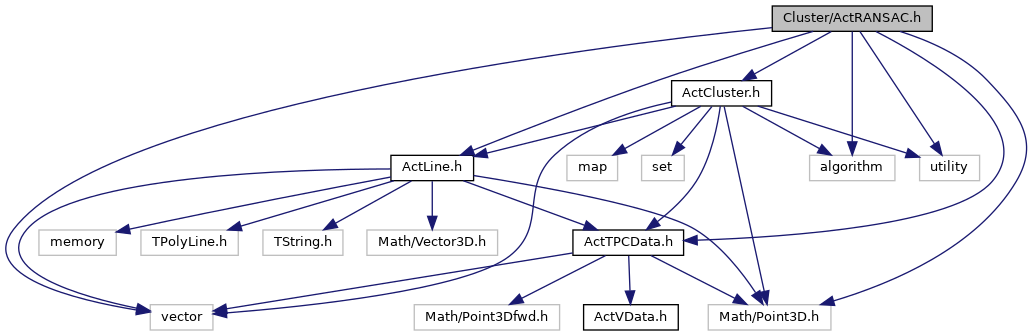 Cluster/ActRANSAC.h
ActCluster.h
ActLine.h
map
set
algorithm
utility
memory
TPolyLine.h
TString.h
Math/Vector3D.h
ActTPCData.h
vector
Math/Point3Dfwd.h
ActVData.h
Math/Point3D.h